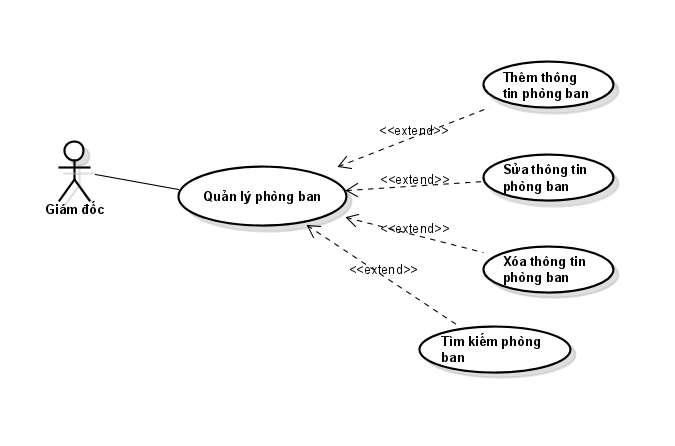 Thêm thông
tin phòng ban
<<extend>>
Sửa thông tin
phòng ban
<<extend>>
Giám đốc
Quản lý phòng ban
<<extend>>
Xóa thông tin
phòng ban
<<extend>>
Tìm kiếm phòng
ban